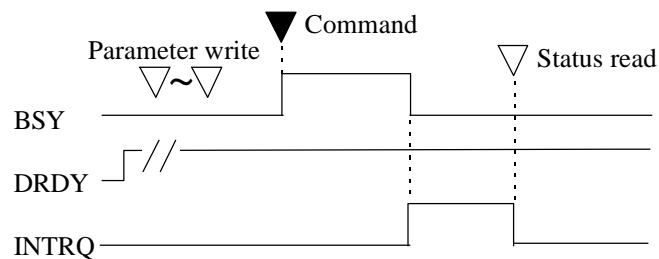 Command
Parameter write
Status read
~
BSY
DRDY
INTRQ